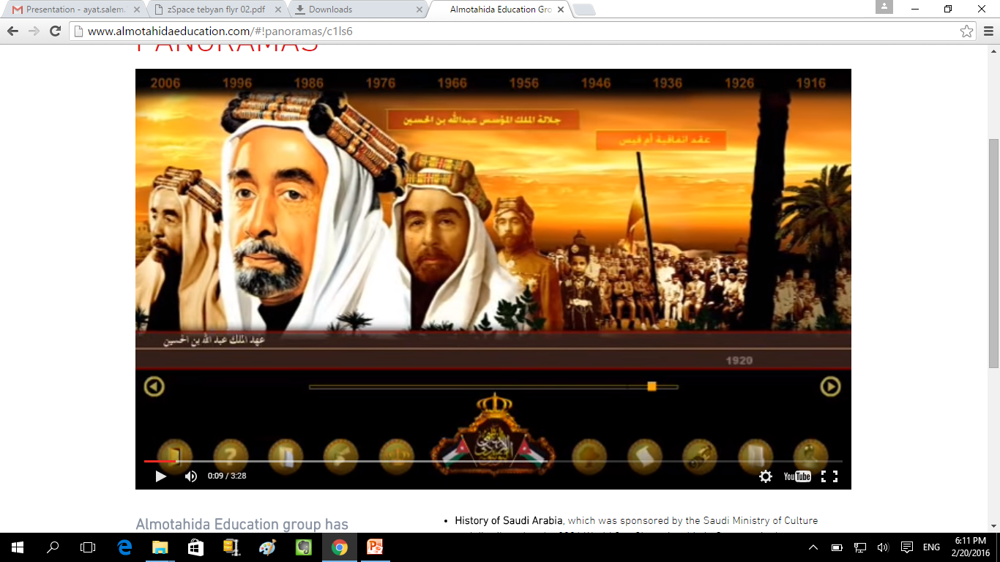 Presentation - ayat.salem.
zSpace tebyan flyr 02.pdf
Downloads
Almotahida Education Gro
www.almotahidaeducation.com/#!panoramas/c1ls6
PANORAMAS
2006 1996 1986 1976 1966 1956 1946 1936 1926 1916
جلالة الملك المؤسس عبدالله بن الحسين
عقد اتفاقية أم قيس
عهد الملك عبد الله بن الحسين
1920
?
0:09 / 3:28
YouTube
Almotahida Education group has
• History of Saudi Arabia, which was sponsored by the Saudi Ministry of Culture
ENG
6:11 PM
2/20/2016